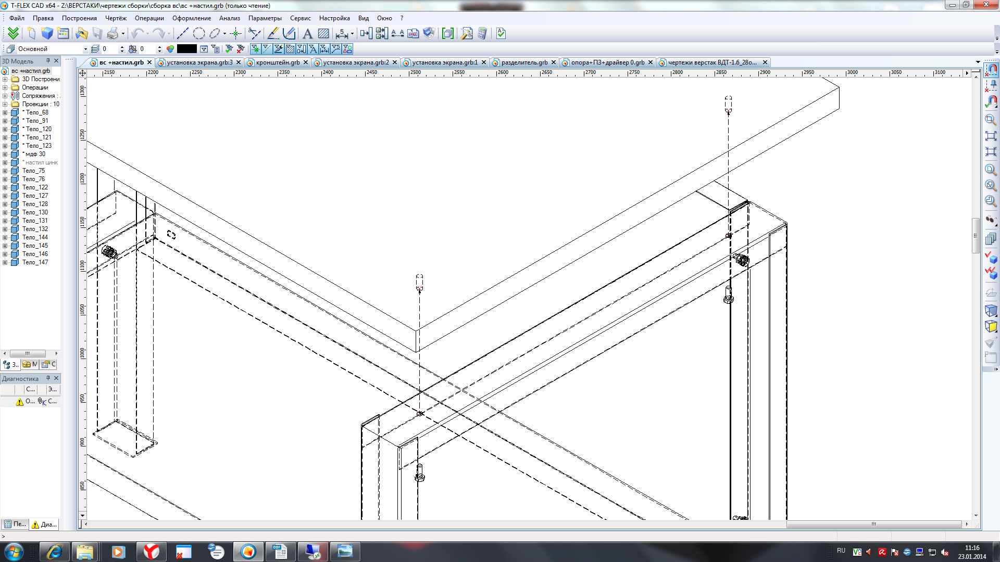 T-FLEX CAD x64 - Z:\ВЕРСТАКИ\чертежи сборки\сборка вс\вс +настил.grb (только чтение)
Файл Правка Построения Чертёж Операции Оформление Анализ Параметры Сервис Настройка Вид Окно ?
Основной 0 0
3D Модель
вс +настил.grb установка экрана.grb:3 кронштейн.grb установка экрана.grb:2 установка экрана.grb:1 разделитель.grb опора+ПЗ+драйвер 0.grb чертежи верстак ВДТ-1.6_28о...
2150 2200 2250 2300 2350 2400 2450 2500 2550 2600 2650 2700 2750 2800 2850 2900 2950 3000 3050 3100
1300
1250
1200
1150
1100
1050
1000
950
900
850
вс +настил.grb
3D Построени
Операции
Сопряжения :
Проекции : 10
* Тело_68
* Тело_91
* Тело_120
* Тело_121
* Тело_123
* мдф 30
* настил цинк
Тело_75
Тело_76
Тело_122
Тело_127
Тело_128
Тело_130
Тело_131
Тело_132
Тело_144
Тело_145
Тело_146
Тело_147
3.. М С
Диагностика
С... Э...
О... С...
Пе... Диа...
>
RU
11:16
23.01.2014